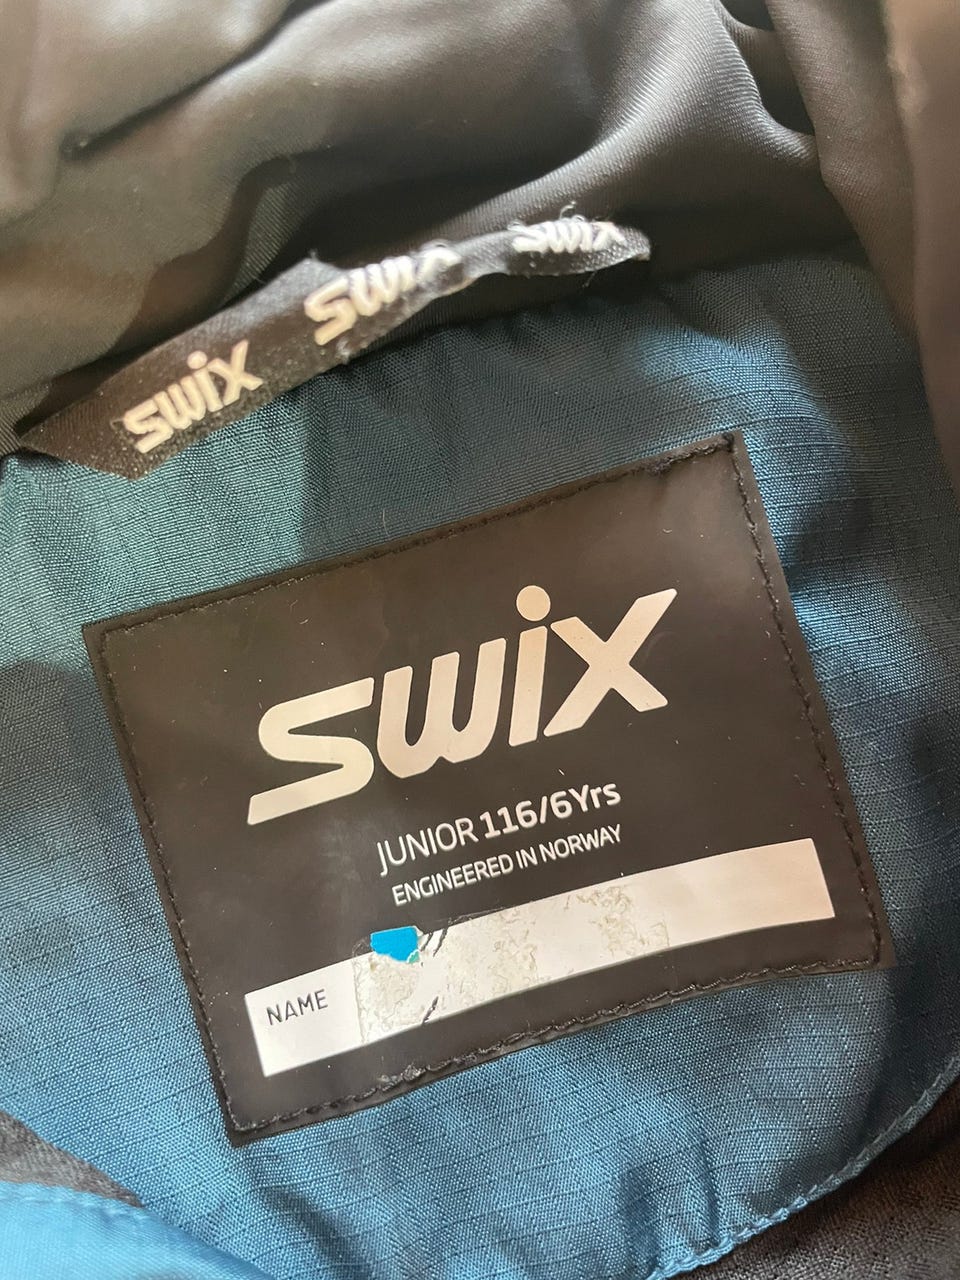 swix swix swix
swix
JUNIOR 116/6Yrs
ENGINEERED IN NORWAY
NAME